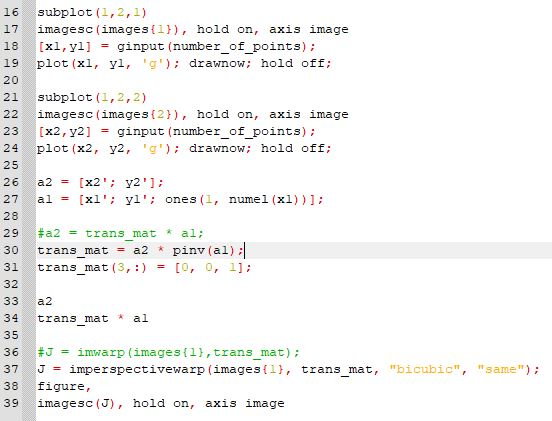 16 subplot(1,2,1)
17 imagesc(images{1}), hold on, axis image
18 [x1,y1] = ginput(number_of_points);
19 plot(x1, y1, 'g'); drawnow; hold off;
20
21 subplot(1,2,2)
22 imagesc(images{2}), hold on, axis image
23 [x2,y2] = ginput(number_of_points);
24 plot(x2, y2, 'g'); drawnow; hold off;
25
26 a2 = [x2'; y2'];
27 a1 = [x1'; y1'; ones(1, numel(x1))];
28
29 #a2 = trans_mat * a1;
30 trans_mat = a2 * pinv(a1);
31 trans_mat(3,:) = [0, 0, 1];
32
33 a2
34 trans_mat * a1
35
36 #J = imwarp(images{1},trans_mat);
37 J = imperspectivewarp(images{1}, trans_mat, "bicubic", "same");
38 figure,
39 imagesc(J), hold on, axis image